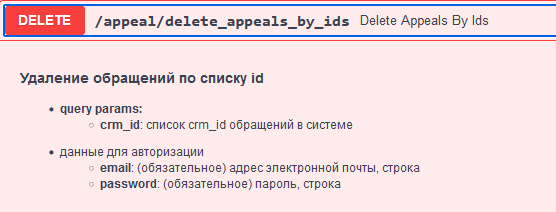 DELETE /appeal/delete_appeals_by_ids Delete Appeals By Ids
Удаление обращений по списку id
query params:
crm_id: список crm_id обращений в системе
данные для авторизации
email: (обязательное) адрес электронной почты, строка
password: (обязательное) пароль, строка